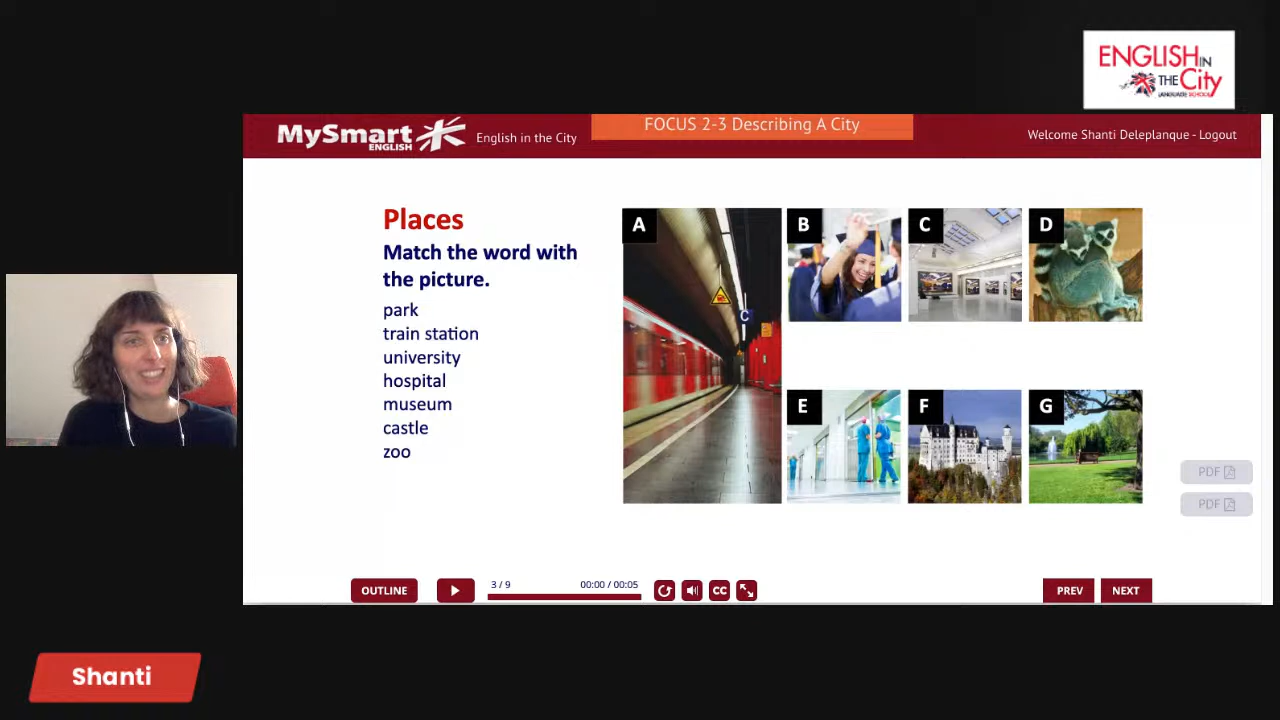 ENGLISH IN
THE City
LANGUAGE SCHOOL
MySmart
ENGLISH
English in the City
FOCUS 2-3 Describing A City
Welcome Shanti Deleplanque - Logout
Places
Match the word with
the picture.
park
train station
university
hospital
museum
castle
zoo
A
B
C
D
C
E
F
G
PDF
PDF
OUTLINE
3 / 9
00:00 / 00:05
CC
PREV
NEXT
Shanti